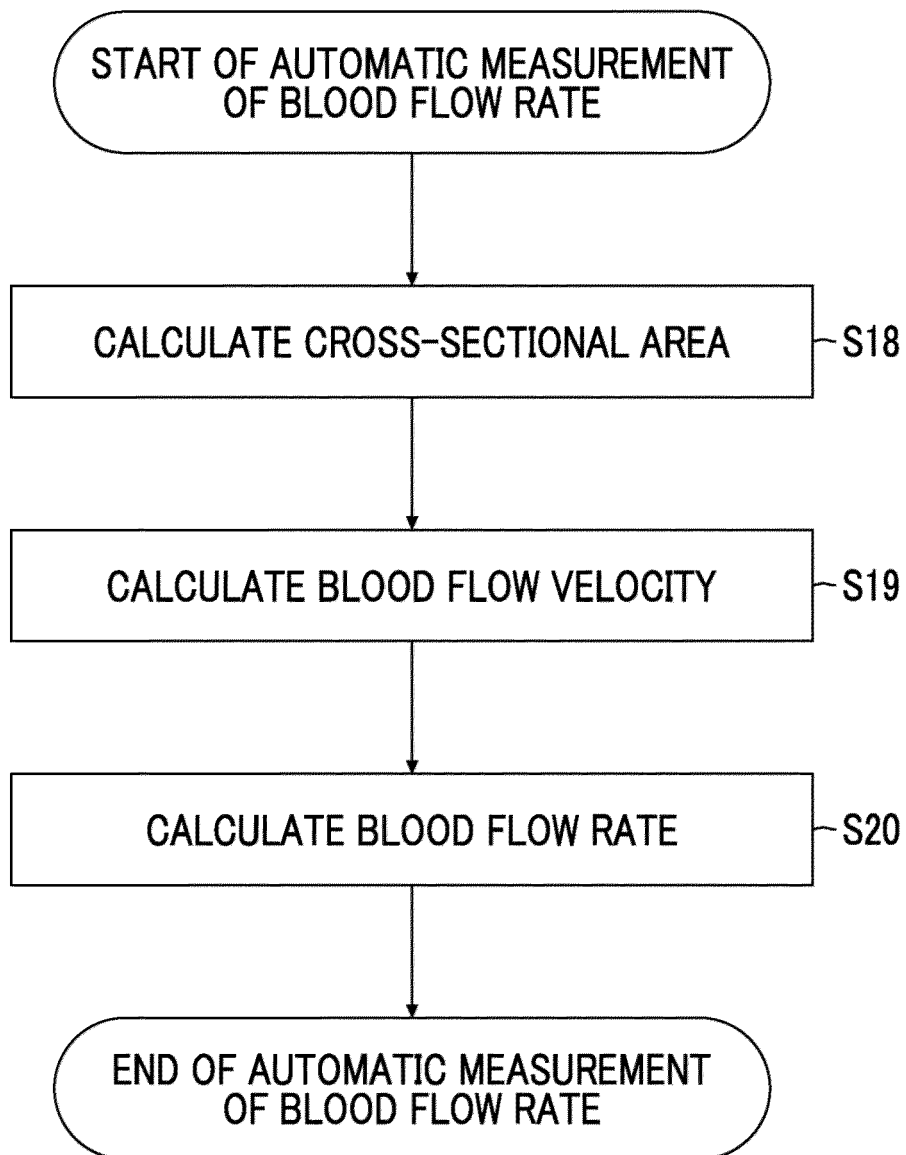 START OF AUTOMATIC MEASUREMENT
OF BLOOD FLOW RATE
CALCULATE CROSS-SECTIONAL AREA
S18
CALCULATE BLOOD FLOW VELOCITY
S19
CALCULATE BLOOD FLOW RATE
S20
END OF AUTOMATIC MEASUREMENT
OF BLOOD FLOW RATE